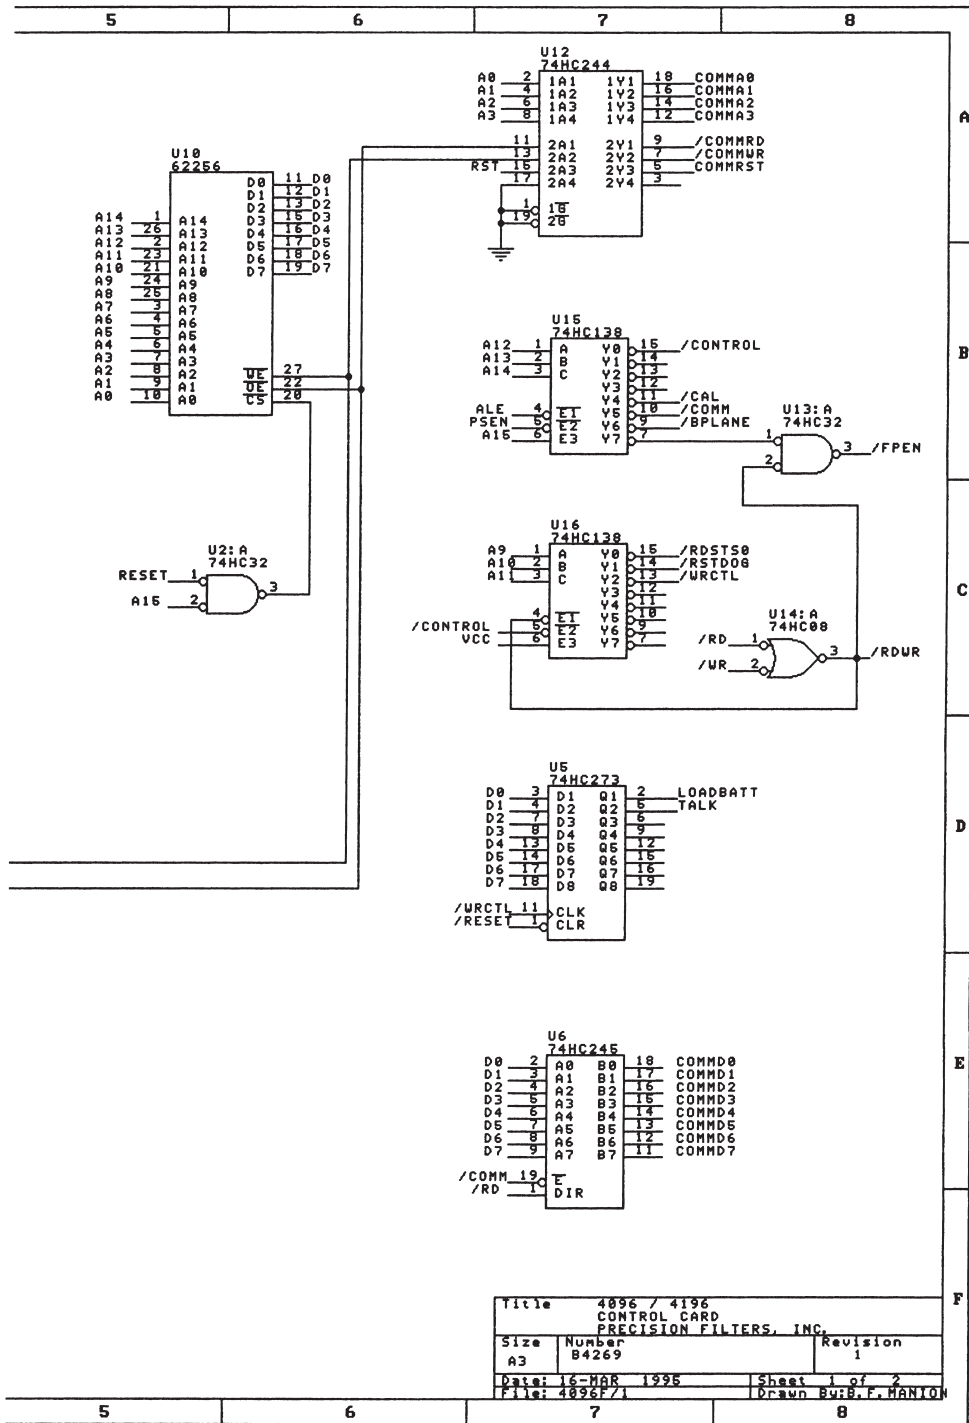 5 6 7 8
U12
74HC244
A0 2 1A1 1Y1 18 COMMA0
A1 4 1A2 1Y2 16 COMMA1
A2 6 1A3 1Y3 14 COMMA2
A3 8 1A4 1Y4 12 COMMA3
11 2A1 2Y1 9 /COMMRD
13 2A2 2Y2 7 /COMMWR
RST 15 2A3 2Y3 5 COMMRST
17 2A4 2Y4 3
1 1G
19 2G
A
U10
62256
D0 11 D0
D1 12 D1
D2 13 D2
A14 1 A14 D3 15 D3
A13 26 A13 D4 16 D4
A12 2 A12 D5 17 D5
A11 23 A11 D6 18 D6
A10 21 A10 D7 19 D7
A9 24 A9
A8 25 A8
A7 3 A7
A6 4 A6
A5 5 A5
A4 6 A4
A3 7 A3
A2 8 A2 WE 27
A1 9 A1 OE 22
A0 10 A0 CS 20
U15
74HC138
A12 1 A Y0 15 /CONTROL
A13 2 B Y1 14
A14 3 C Y2 13
Y3 12
Y4 11 /CAL
ALE 4 E1 Y5 10 /COMM
PSEN 5 E2 Y6 9 /BPLANE
A15 6 E3 Y7 7
B
U13:A
74HC32
1
2
3 /FPEN
U16
74HC138
A9 1 A Y0 15 /RDSTS0
A10 2 B Y1 14 /RSTDOG
A11 3 C Y2 13 /WRCTL
Y3 12
Y4 11
4 E1 Y5 10
/CONTROL 5 E2 Y6 9
VCC 6 E3 Y7 7
U2:A
74HC32
RESET 1
A15 2
3
C
U14:A
74HC08
/RD 1
/WR 2
3 /RDWR
U5
74HC273
D0 3 D1 Q1 2 LOADBATT
D1 4 D2 Q2 5 TALK
D2 7 D3 Q3 6
D3 8 D4 Q4 9
D4 13 D5 Q5 12
D5 14 D6 Q6 15
D6 17 D7 Q7 16
D7 18 D8 Q8 19
/WRCTL 11 CLK
/RESET 1 CLR
D
U6
74HC245
D0 2 A0 B0 18 COMMD0
D1 3 A1 B1 17 COMMD1
D2 4 A2 B2 16 COMMD2
D3 5 A3 B3 15 COMMD3
D4 6 A4 B4 14 COMMD4
D5 7 A5 B5 13 COMMD5
D6 8 A6 B6 12 COMMD6
D7 9 A7 B7 11 COMMD7
/COMM 19 E
/RD 1 DIR
E
F
Title 4096 / 4196
CONTROL CARD
PRECISION FILTERS, INC.
Size Number Revision
A3 B4269 1
Date: 16-MAR 1995 Sheet 1 of 2
File: 4096F/1 Drawn By:B.F.MANION
5 6 7 8